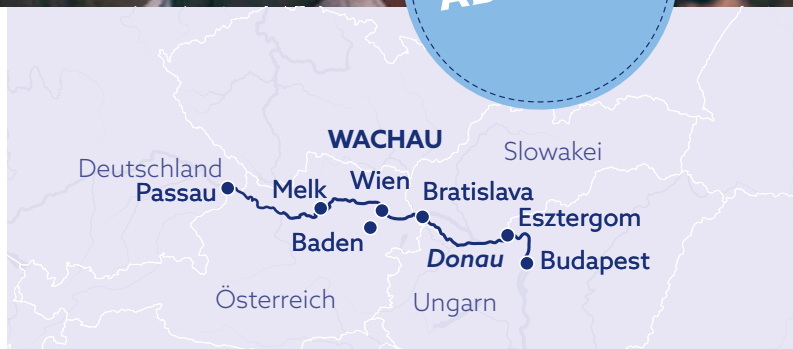 WACHAU
Slowakei
Deutschland
Passau
Melk
Wien
Bratislava
Esztergom
Baden
Donau
Budapest
Österreich
Ungarn